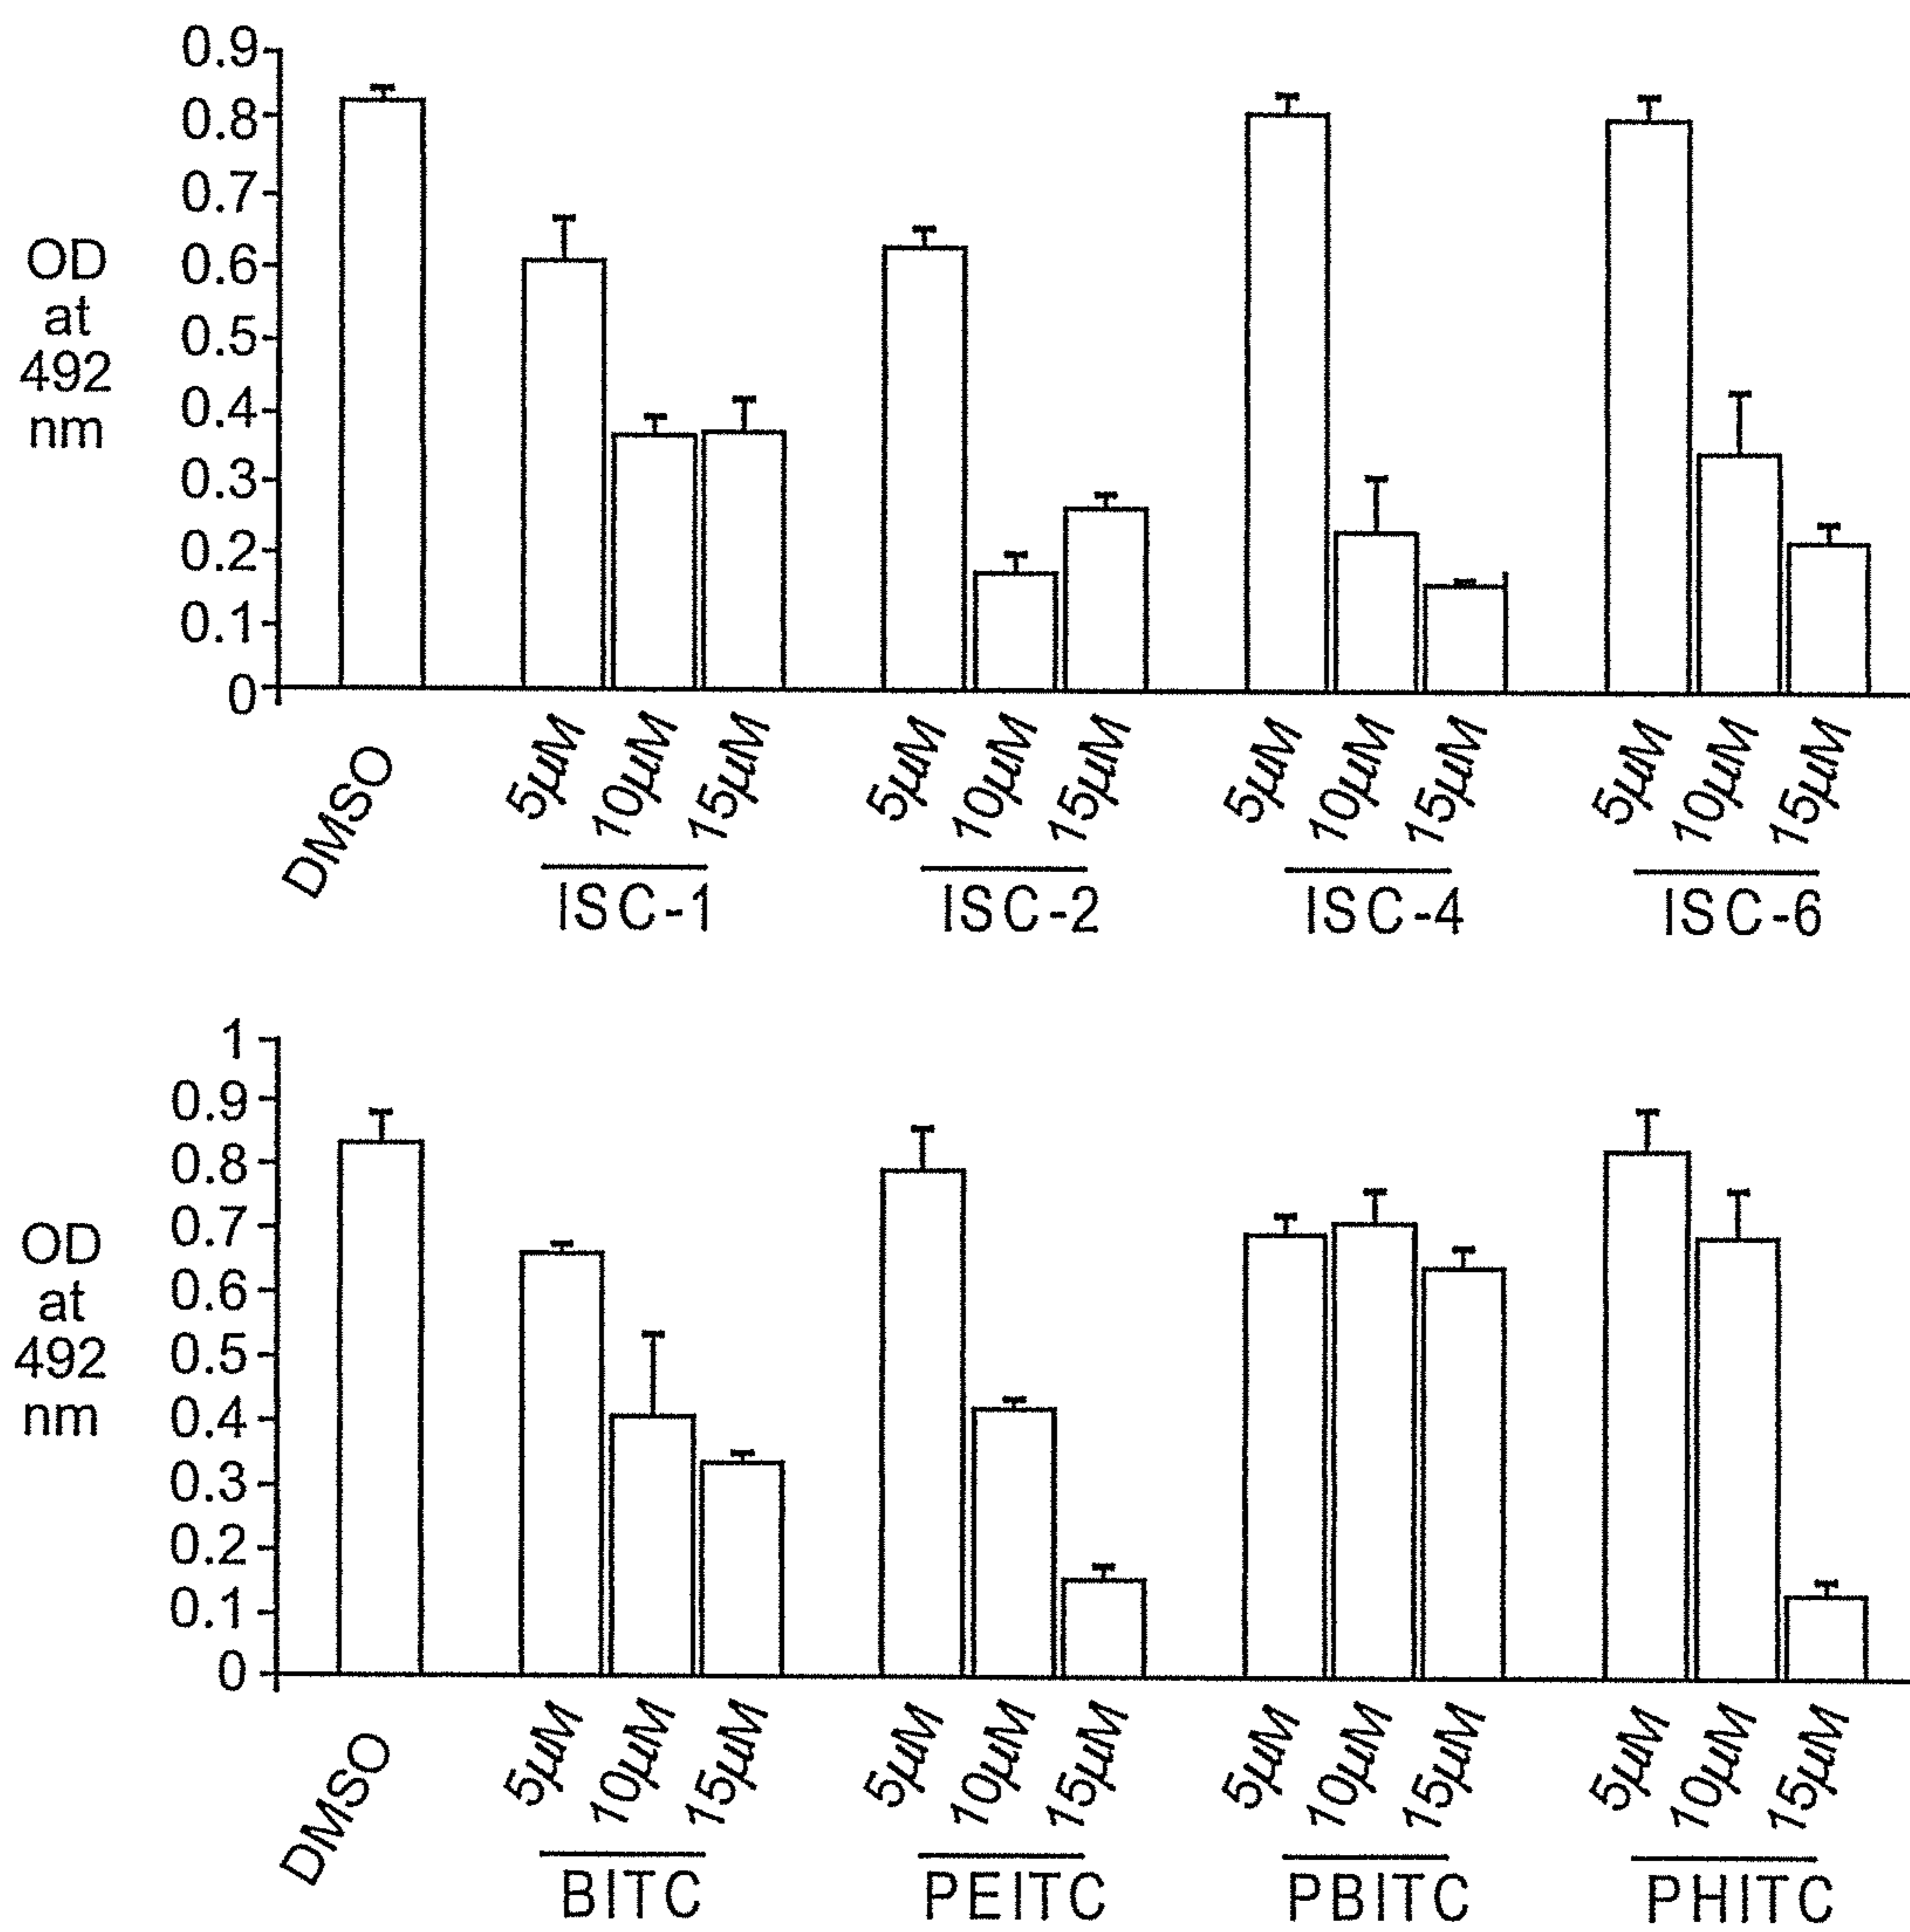 0.9
0.8
0.7
0.6
0.5
0.4
0.3
0.2
0.1
0
OD
at
492
nm
DMSO
5µM 10µM 15µM 5µM 10µM 15µM 5µM 10µM 15µM 5µM 10µM 15µM
ISC-1 ISC-2 ISC-4 ISC-6
1
0.9
0.8
0.7
0.6
0.5
0.4
0.3
0.2
0.1
0
OD
at
492
nm
DMSO
5µM 10µM 15µM 5µM 10µM 15µM 5µM 10µM 15µM 5µM 10µM 15µM
BITC PEITC PBITC PHITC